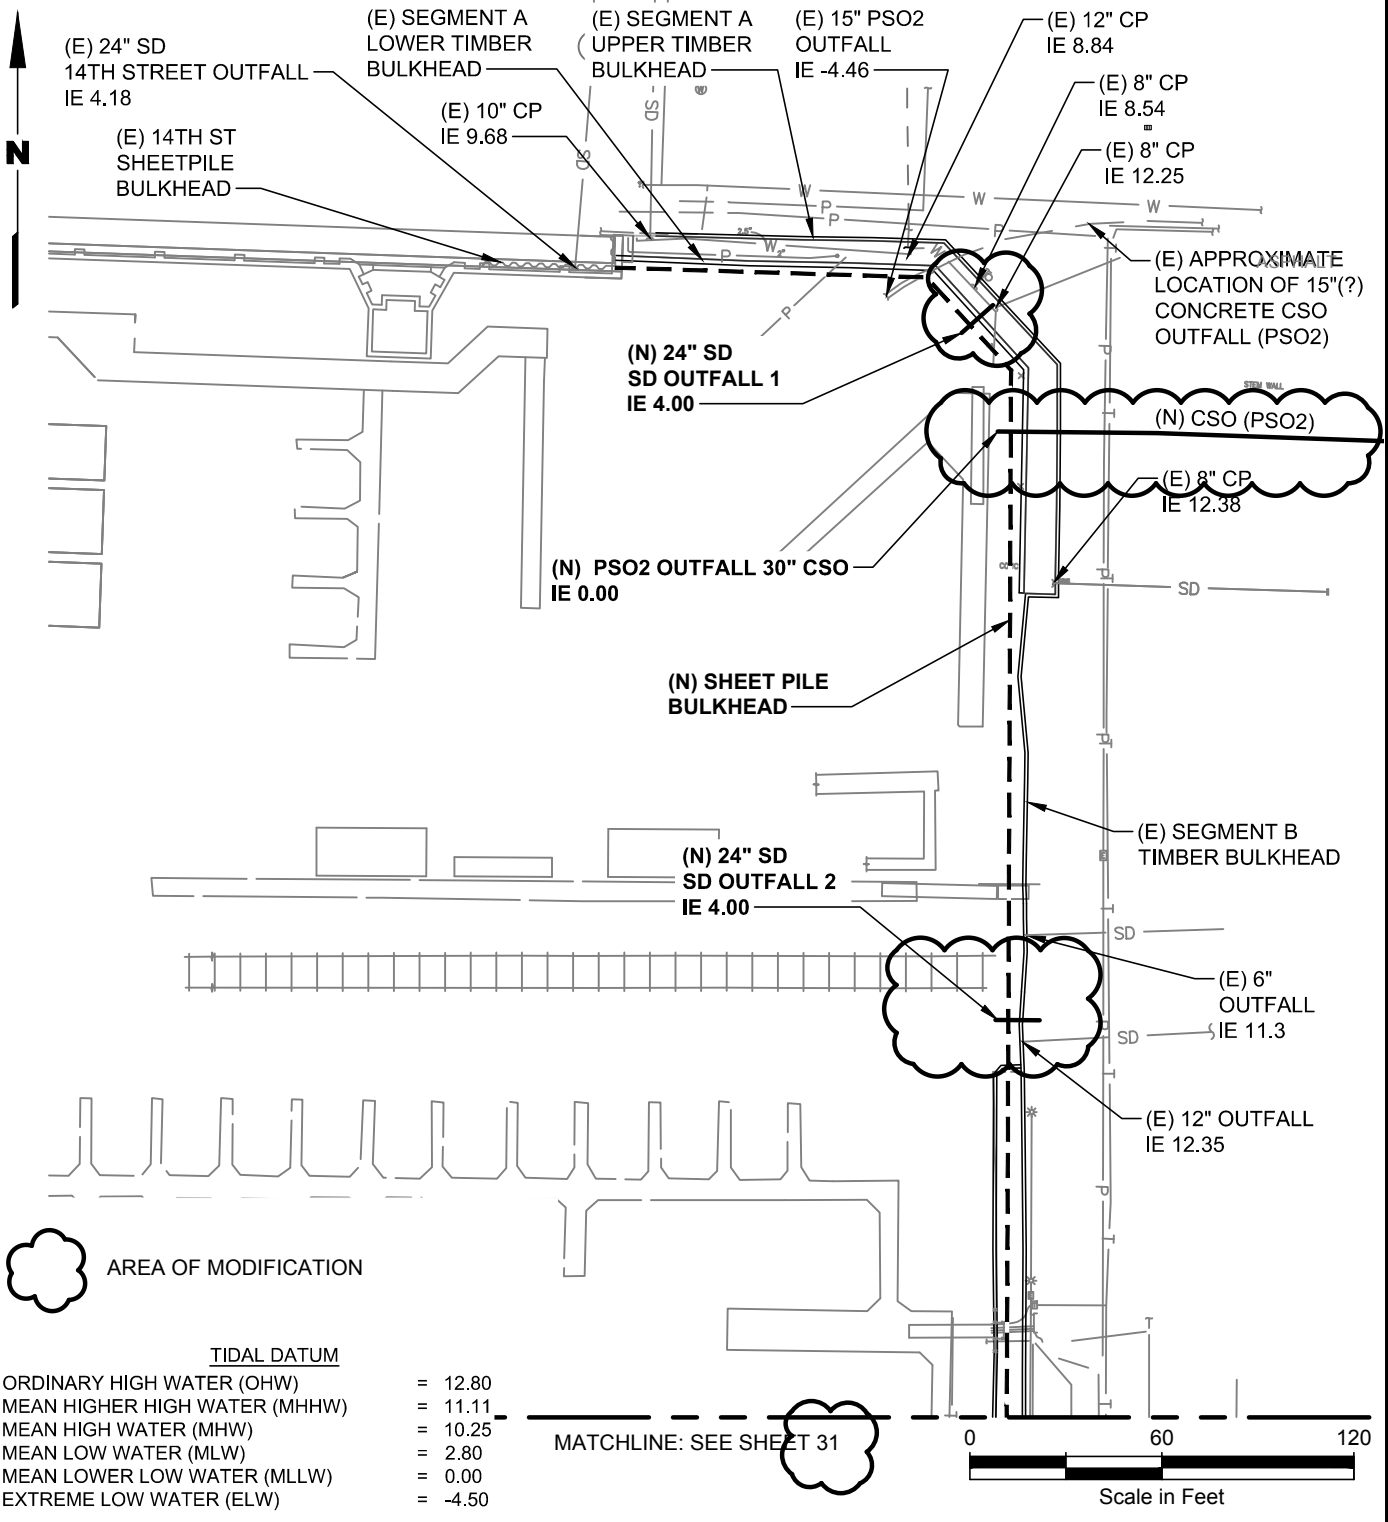 (E) 24" SD
14TH STREET OUTFALL
IE 4.18
(E) SEGMENT A
LOWER TIMBER
BULKHEAD
(E) SEGMENT A
UPPER TIMBER
BULKHEAD
(E) 15" PSO2
OUTFALL
IE -4.46
(E) 12" CP
IE 8.84
(E) 8" CP
IE 8.54
(E) 8" CP
IE 12.25
(E) 10" CP
IE 9.68
(E) 14TH ST
SHEETPILE
BULKHEAD
N
SD
SD
W
W
W
W
P
P
P
2.5"
W
2"
P
P
ASPHALT
(E) APPROXIMATE
LOCATION OF 15"(?)
CONCRETE CSO
OUTFALL (PSO2)
(N) 24" SD
SD OUTFALL 1
IE 4.00
P
STEM WALL
(N) CSO (PSO2)
(E) 8" CP
IE 12.38
(N) PSO2 OUTFALL 30" CSO
IE 0.00
SD
(N) SHEET PILE
BULKHEAD
(E) SEGMENT B
TIMBER BULKHEAD
(N) 24" SD
SD OUTFALL 2
IE 4.00
SD
(E) 6"
OUTFALL
IE 11.3
SD
(E) 12" OUTFALL
IE 12.35
P
AREA OF MODIFICATION
TIDAL DATUM
ORDINARY HIGH WATER (OHW) = 12.80
MEAN HIGHER HIGH WATER (MHHW) = 11.11
MEAN HIGH WATER (MHW) = 10.25
MEAN LOW WATER (MLW) = 2.80
MEAN LOWER LOW WATER (MLLW) = 0.00
EXTREME LOW WATER (ELW) = -4.50
MATCHLINE: SEE SHEET 31
0 60 120
Scale in Feet